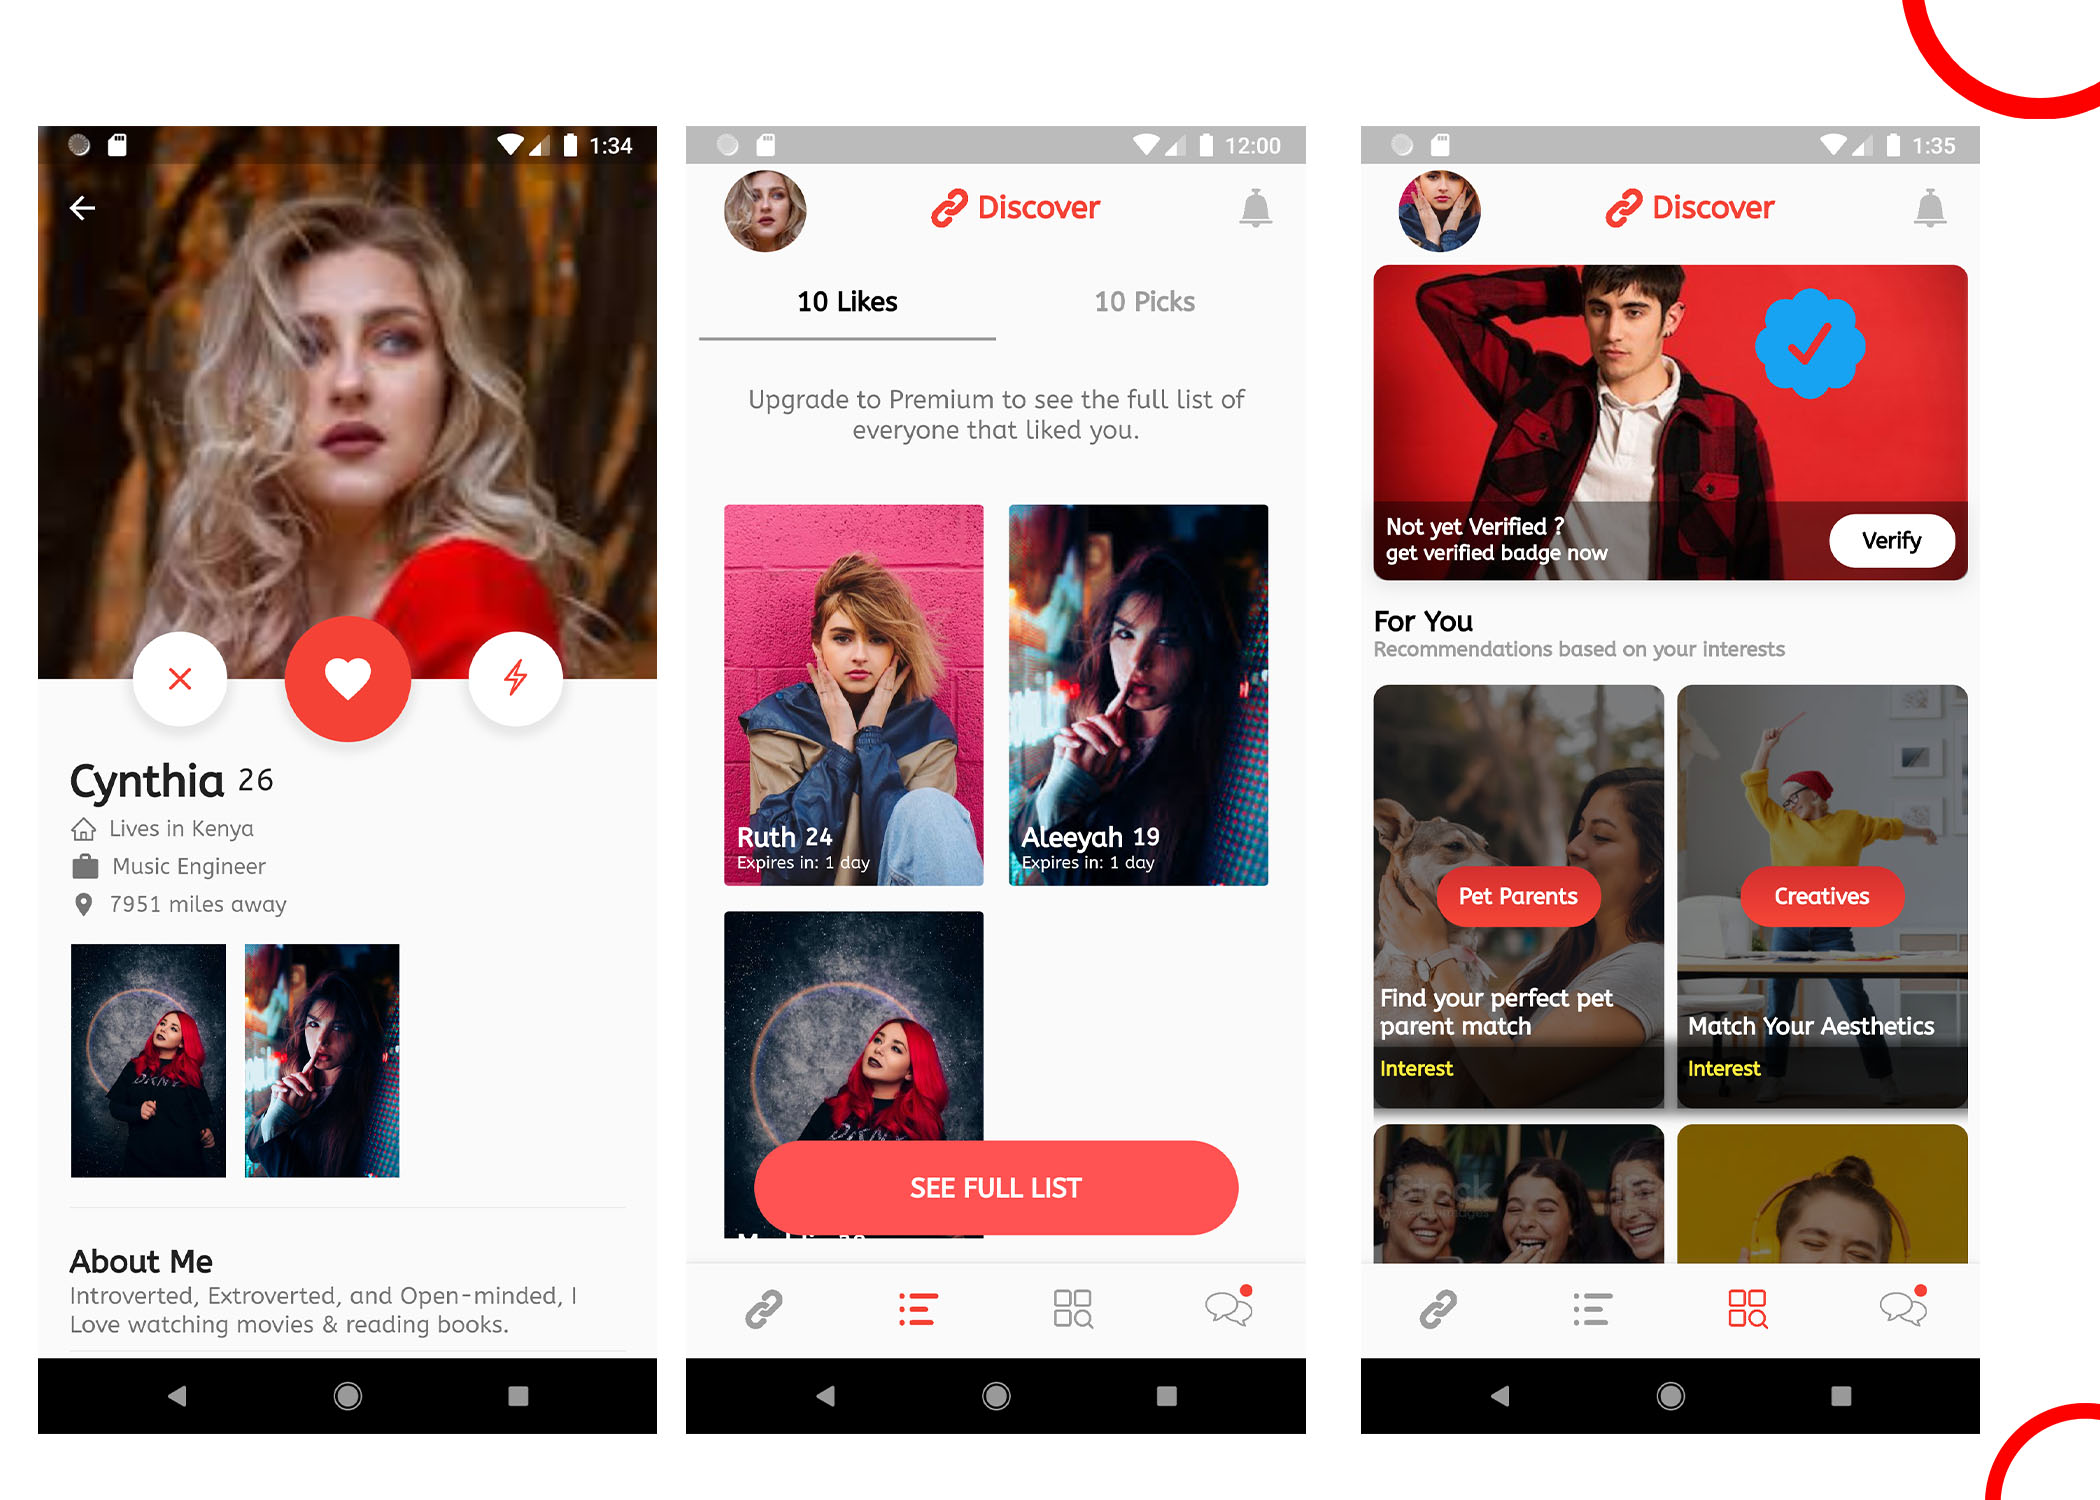 1:34
Cynthia 26
Lives in Kenya
Music Engineer
7951 miles away
About Me
Introverted, Extroverted, and Open-minded, I
Love watching movies & reading books.
12:00
Discover
10 Likes
10 Picks
Upgrade to Premium to see the full list of
everyone that liked you.
Ruth 24
Expires in: 1 day
Aleeyah 19
Expires in: 1 day
DKNY
SEE FULL LIST
1:35
Discover
Not yet Verified ?
get verified badge now
Verify
For You
Recommendations based on your interests
Pet Parents
Find your perfect pet
parent match
Interest
Creatives
Match Your Aesthetics
Interest
iStock